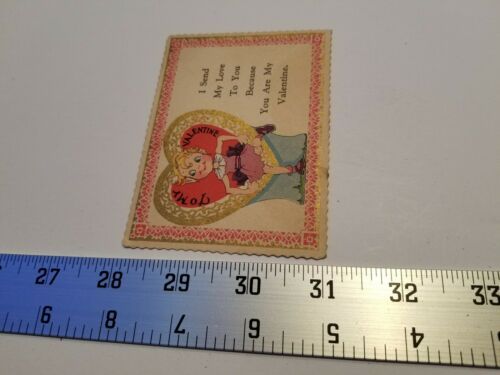 I Send
My Love
To You
Because
You Are My
Valentine.
TO MY
VALENTINE
27 28 29 30 31 32 33
9 8 7 6 5 4